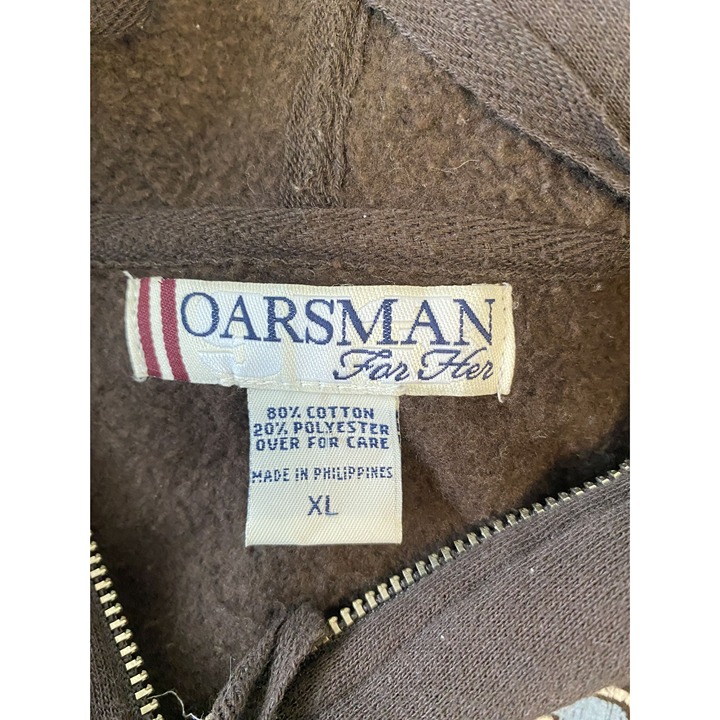 OARSMAN
For Her
80% COTTON
20% POLYESTER
OVER FOR CARE
MADE IN PHILIPPINES
XL